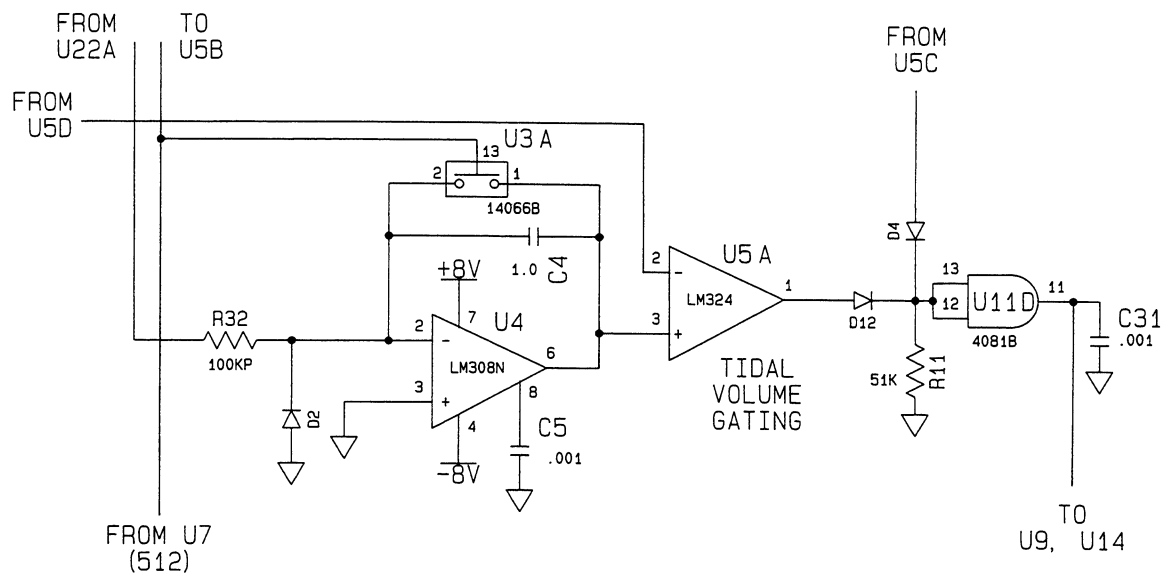 FROM
U22A
TO
U5B
FROM
U5C
FROM
U5D
U3A
13
2
1
14066B
1.0
C4
+8V
7
U4
R32
100KP
2
-
LM308N
6
3
+
8
4
-8V
D2
C5
.001
2
-
U5A
LM324
1
3
+
TIDAL
VOLUME
GATING
D4
D12
13
12
U11D
11
4081B
51K
R11
C31
.001
FROM U7
(512)
TO
U9, U14